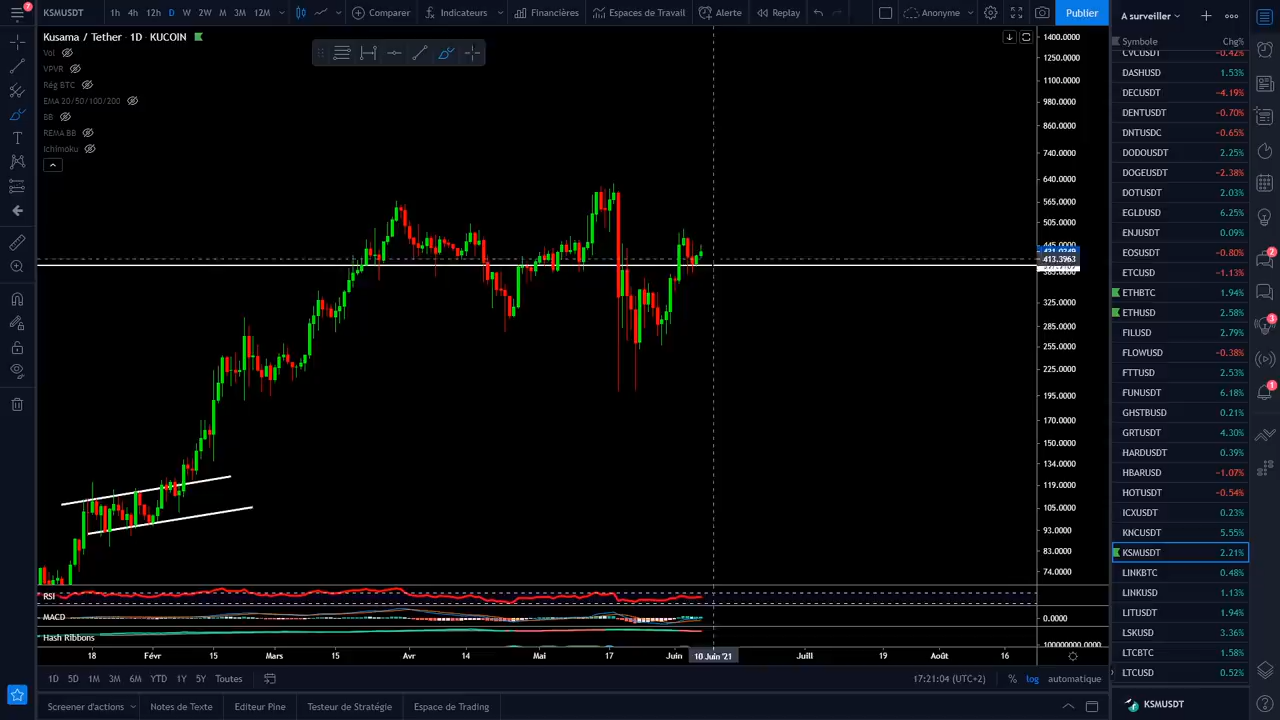 7
KSMUSDT
1h 4h 12h D W 2W M 3M 12M
Comparer
Indicateurs
Financières
Espaces de Travail
Alerte
Replay
Anonyme
Publier
Kusama / Tether · 1D · KUCOIN
Vol
VPVR
Rég BTC
EMA 20/50/100/200
BB
REMA BB
Ichimoku
1400.0000
1250.0000
1100.0000
980.0000
860.0000
740.0000
640.0000
565.0000
505.0000
445.0000
413.3963
325.0000
285.0000
255.0000
225.0000
195.0000
170.0000
150.0000
134.0000
119.0000
105.0000
93.0000
83.0000
74.0000
RSI
MACD
0.0000
Hash Ribbons
100000000.0000
18 Févr 15 Mars 18 Avr 14 Mai 17 Juin 10 Juin '21 Juill 19 Août 16
1D 5D 1M 3M 6M YTD 1Y 5Y Toutes
17:21:04 (UTC+2)
% log automatique
Screener d'actions
Notes de Texte
Editeur Pine
Testeur de Stratégie
Espace de Trading
A surveiller
Symbole Chg%
CVCUSDT −0.42%
DASHUSD 1.53%
DECUSDT −4.19%
DENTUSDT −0.70%
DNTUSDC −0.65%
DODOUSDT 2.25%
DOGEUSDT −2.38%
DOTUSDT 2.03%
EGLDUSD 6.25%
ENJUSDT 0.09%
EOSUSDT −0.80%
ETCUSD −1.13%
ETHBTC 1.94%
ETHUSD 2.58%
FILUSD 2.79%
FLOWUSD −0.38%
FTTUSD 2.53%
FUNUSDT 6.18%
GHSTBUSD 0.21%
GRTUSD 4.30%
HARDUSDT 0.39%
HBARUSD −1.07%
HOTUSDT −0.54%
ICXUSDT 0.23%
KNCUSDT 5.55%
KSMUSDT 2.21%
LINKBTC 0.48%
LINKUSD 1.13%
LITUSDT 1.94%
LSKUSD 3.36%
LTCBTC 1.58%
LTCUSD 0.52%
KSMUSDT
2
3
1